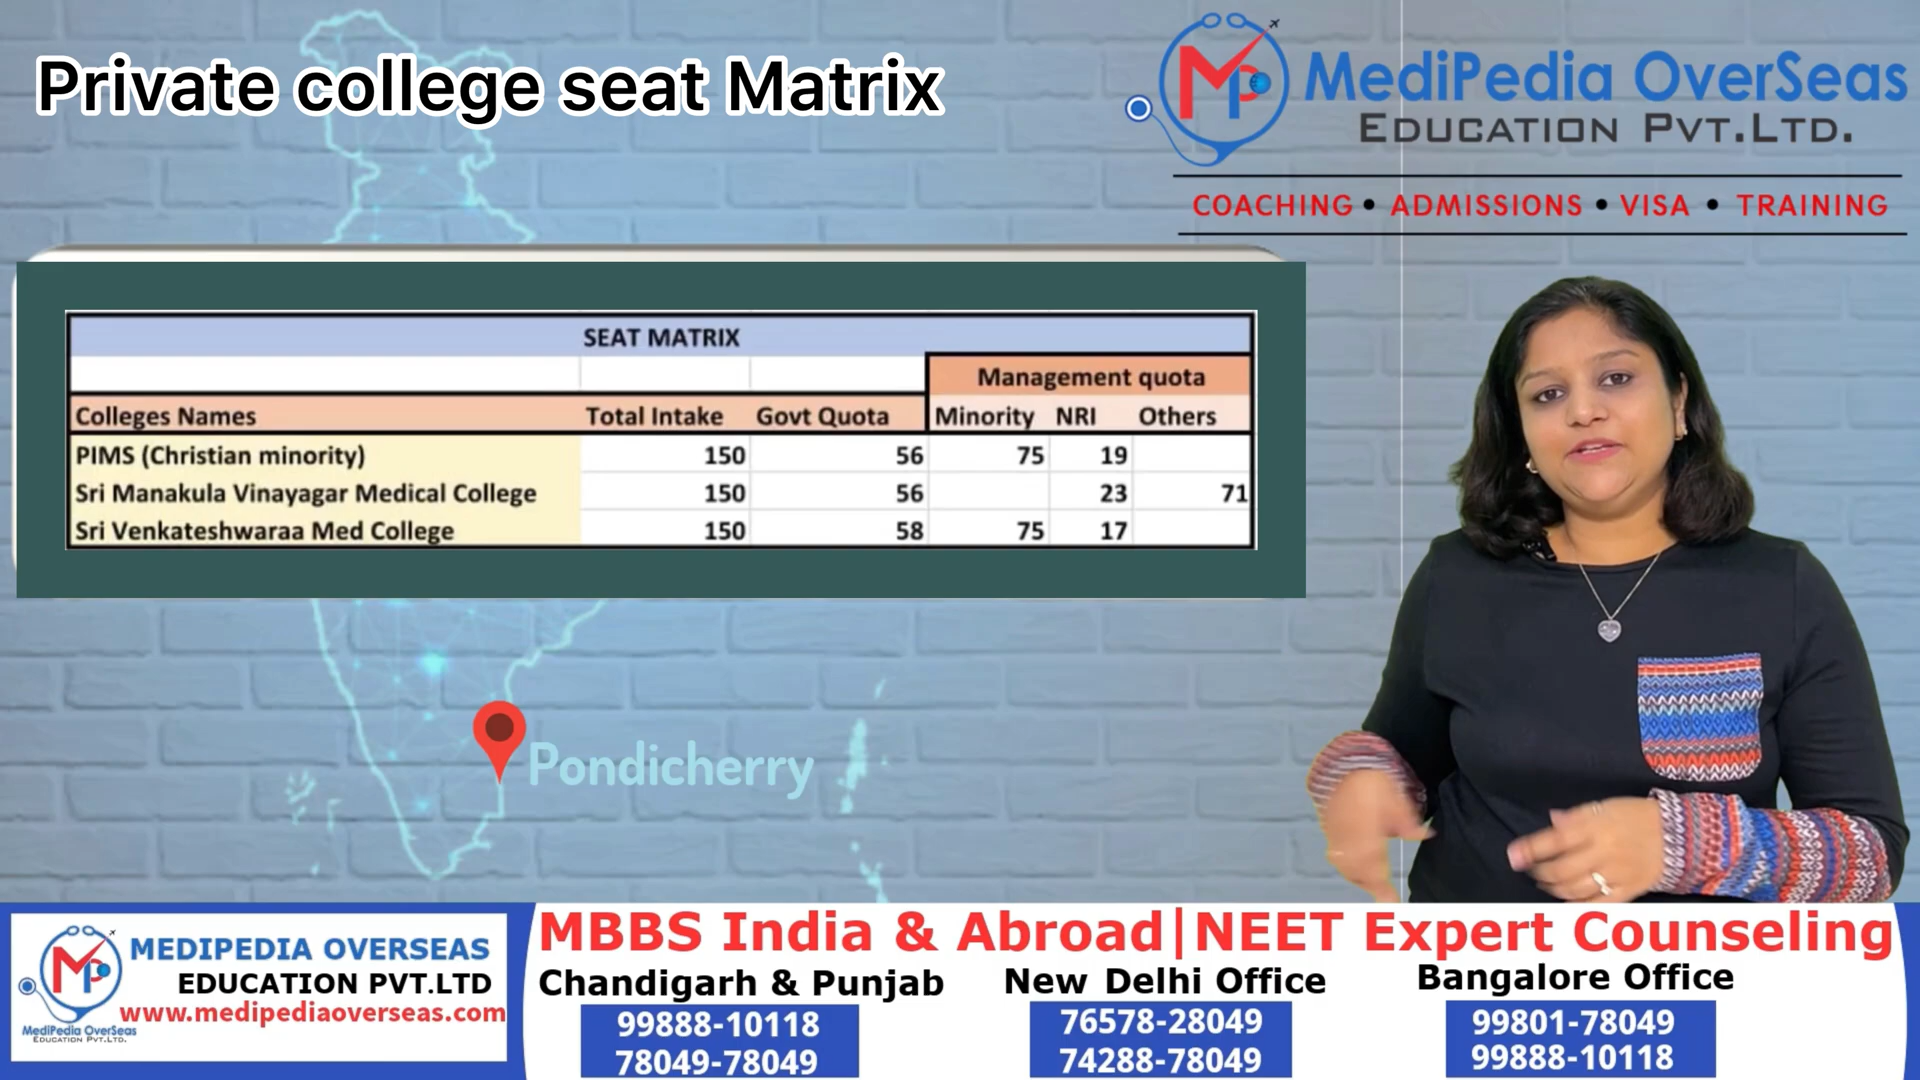 Private college seat Matrix
MP
MediPedia OverSeas
EDUCATION PVT.LTD.
COACHING • ADMISSIONS • VISA • TRAINING
SEAT MATRIX
Management quota
Colleges Names Total Intake Govt Quota Minority NRI Others
PIMS (Christian minority) 150 56 75 19
Sri Manakula Vinayagar Medical College 150 56 23 71
Sri Venkateshwaraa Med College 150 58 75 17
Pondicherry
MP
MediPedia OverSeas
EDUCATION PVT.LTD.
MEDIPEDIA OVERSEAS
EDUCATION PVT.LTD
www.medipediaoverseas.com
MBBS India & Abroad|NEET Expert Counseling
Chandigarh & Punjab
99888-10118
78049-78049
New Delhi Office
76578-28049
74288-78049
Bangalore Office
99801-78049
99888-10118